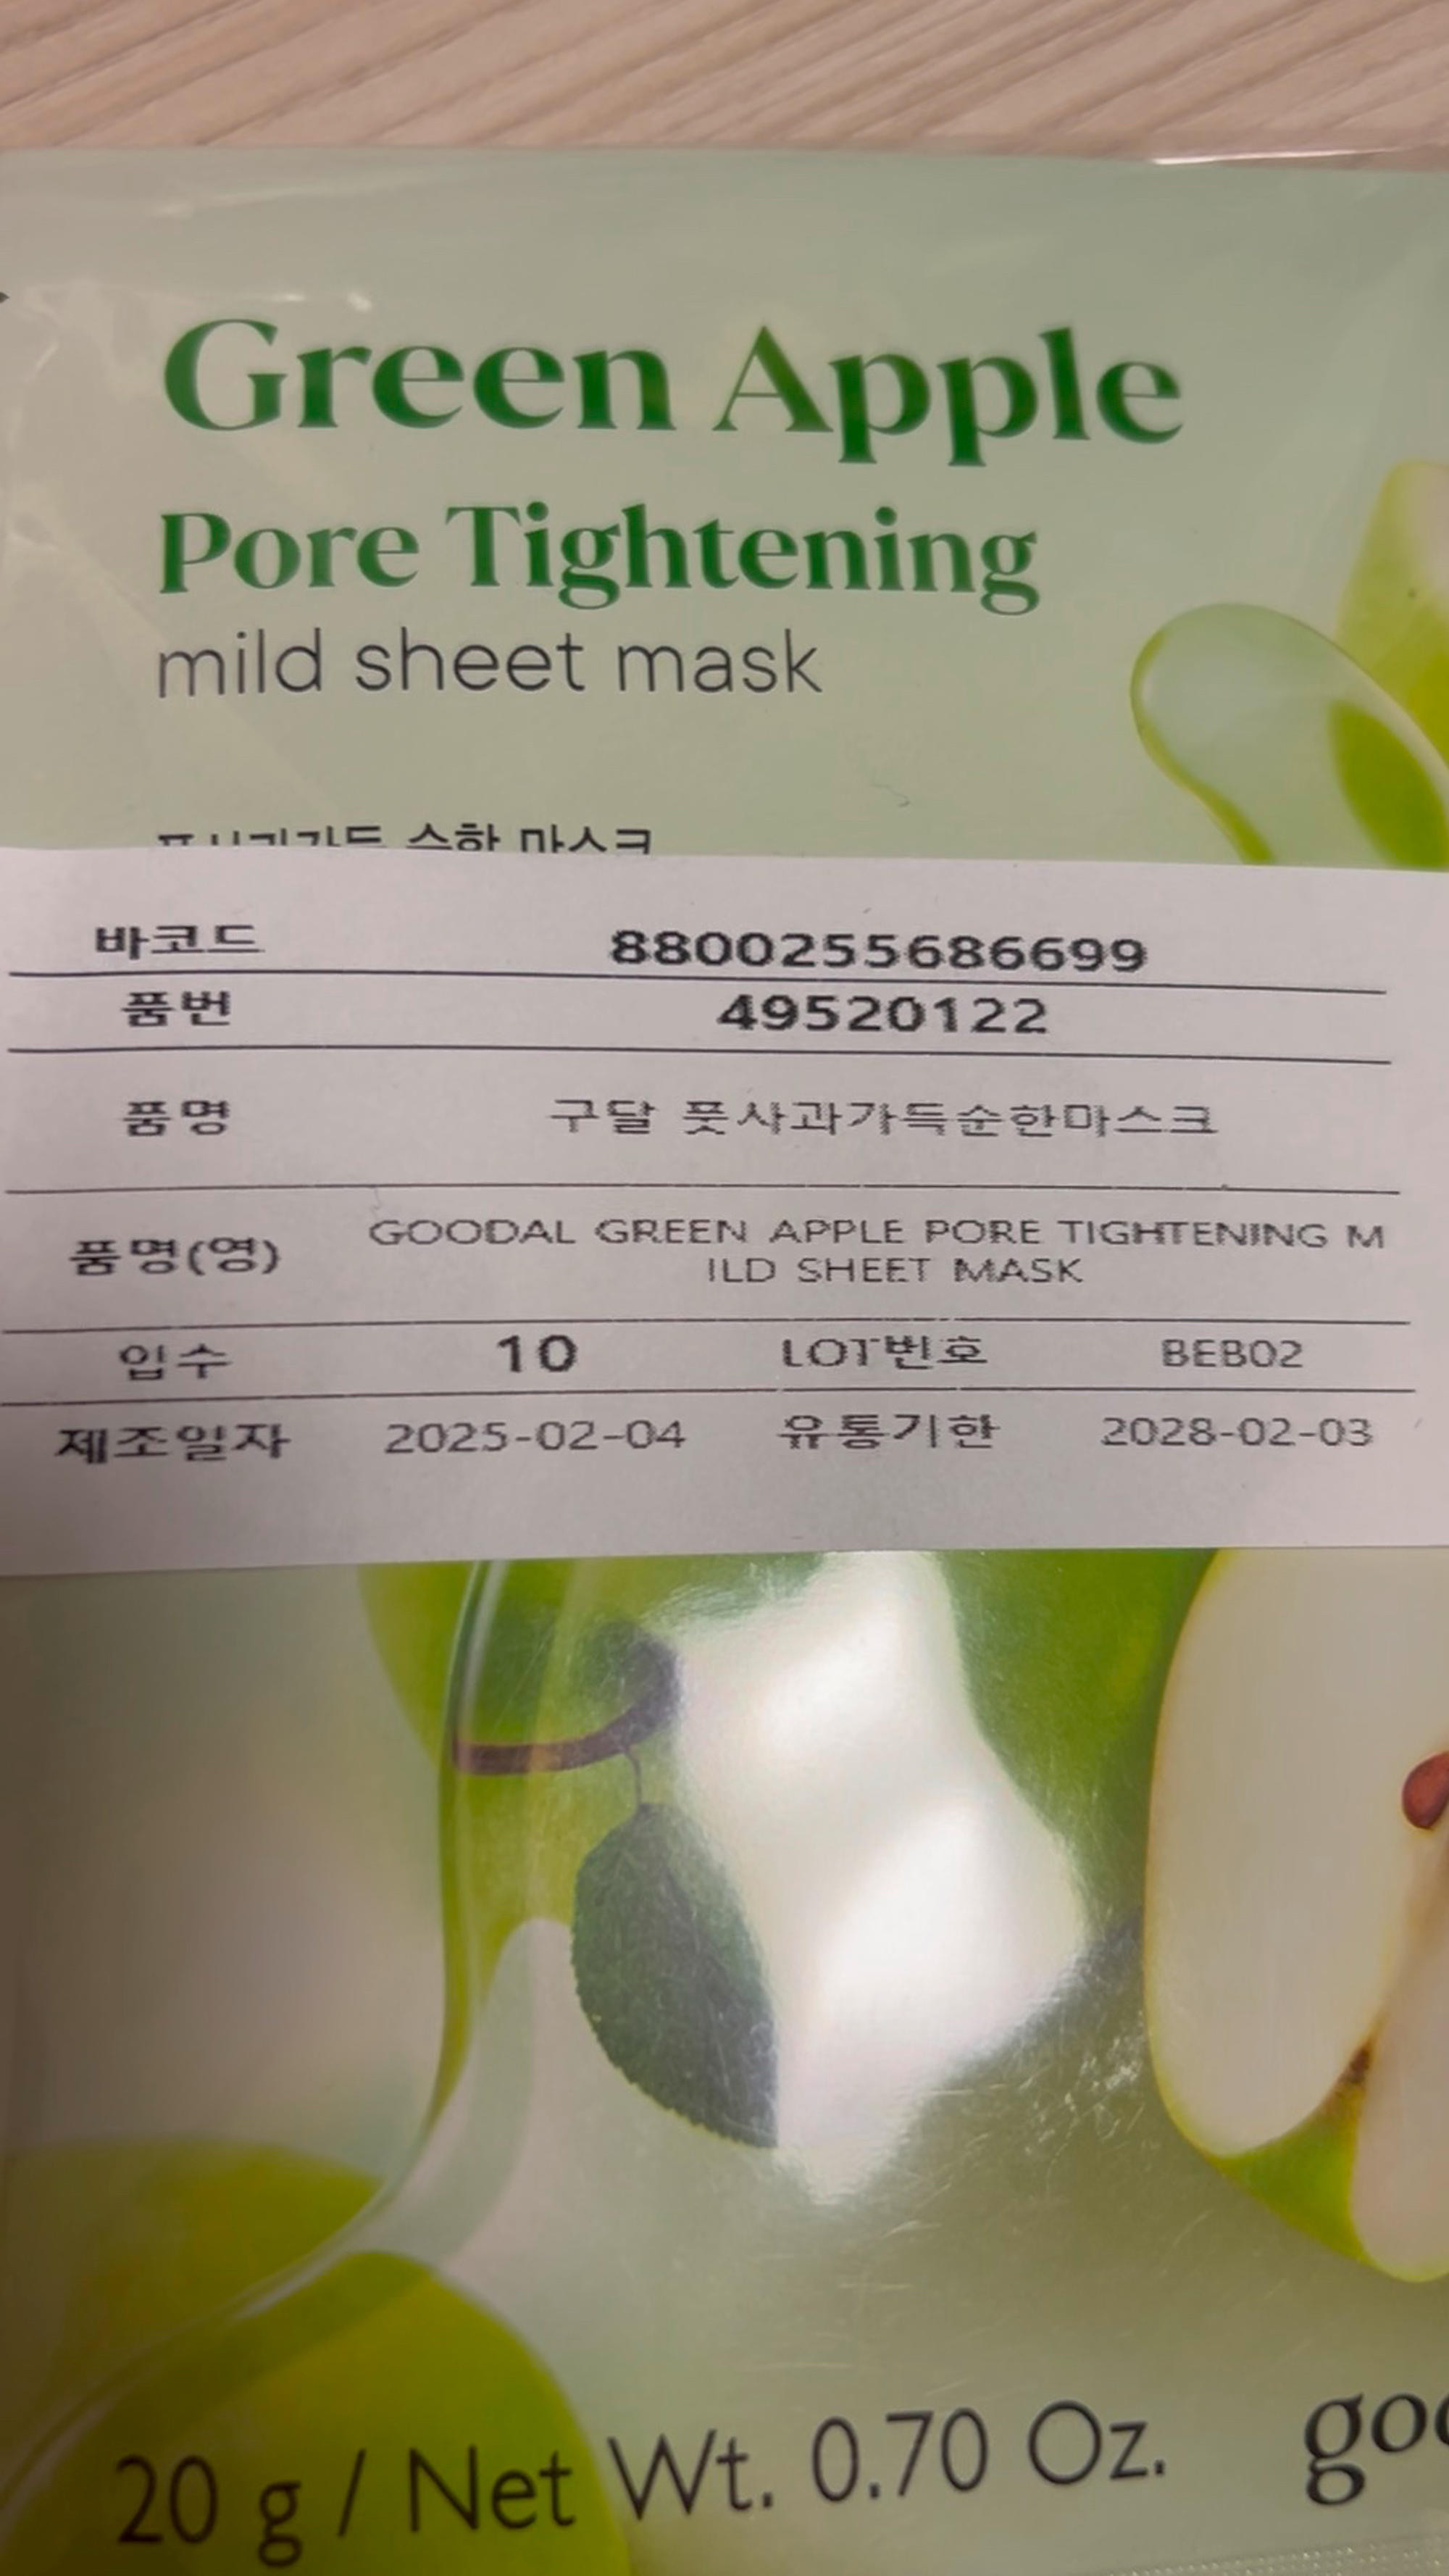 Green Apple
Pore Tightening
mild sheet mask
마스크
바코드 8800255686699
품번 49520122
품명 구달 풋사과가득순한마스크
품명(영) GOODAL GREEN APPLE PORE TIGHTENING M
ILD SHEET MASK
입수 10 LOT번호 BEB02
제조일자 2025-02-04 유통기한 2028-02-03
20 g / Net Wt. 0.70 Oz.